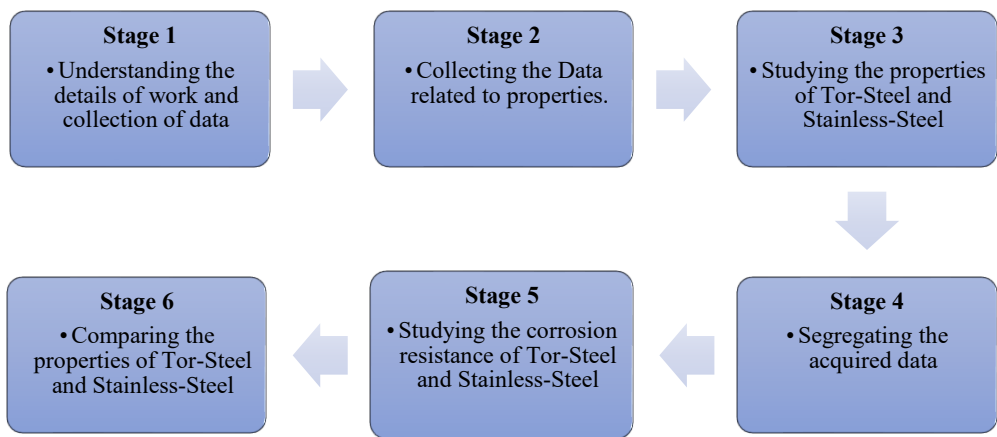 Stage 1
• Understanding the
details of work and
collection of data
Stage 2
• Collecting the Data
related to properties.
Stage 3
• Studying the properties
of Tor-Steel and
Stainless-Steel
Stage 4
• Segregating the
acquired data
Stage 5
• Studying the corrosion
resistance of Tor-Steel
and Stainless-Steel
Stage 6
• Comparing the
properties of Tor-Steel
and Stainless-Steel